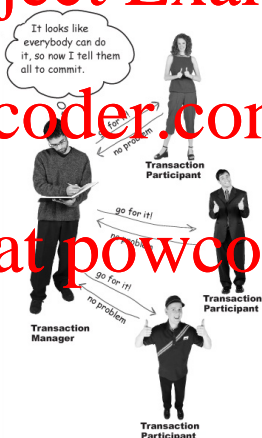 ject Exam
It looks like
everybody can do
it, so now I tell them
all to commit.
coder.com
go for it!
no problem
Transaction
Participant
go for it!
no problem
at powco
Transaction
Participant
go for it!
no problem
Transaction
Manager
Transaction
Participant